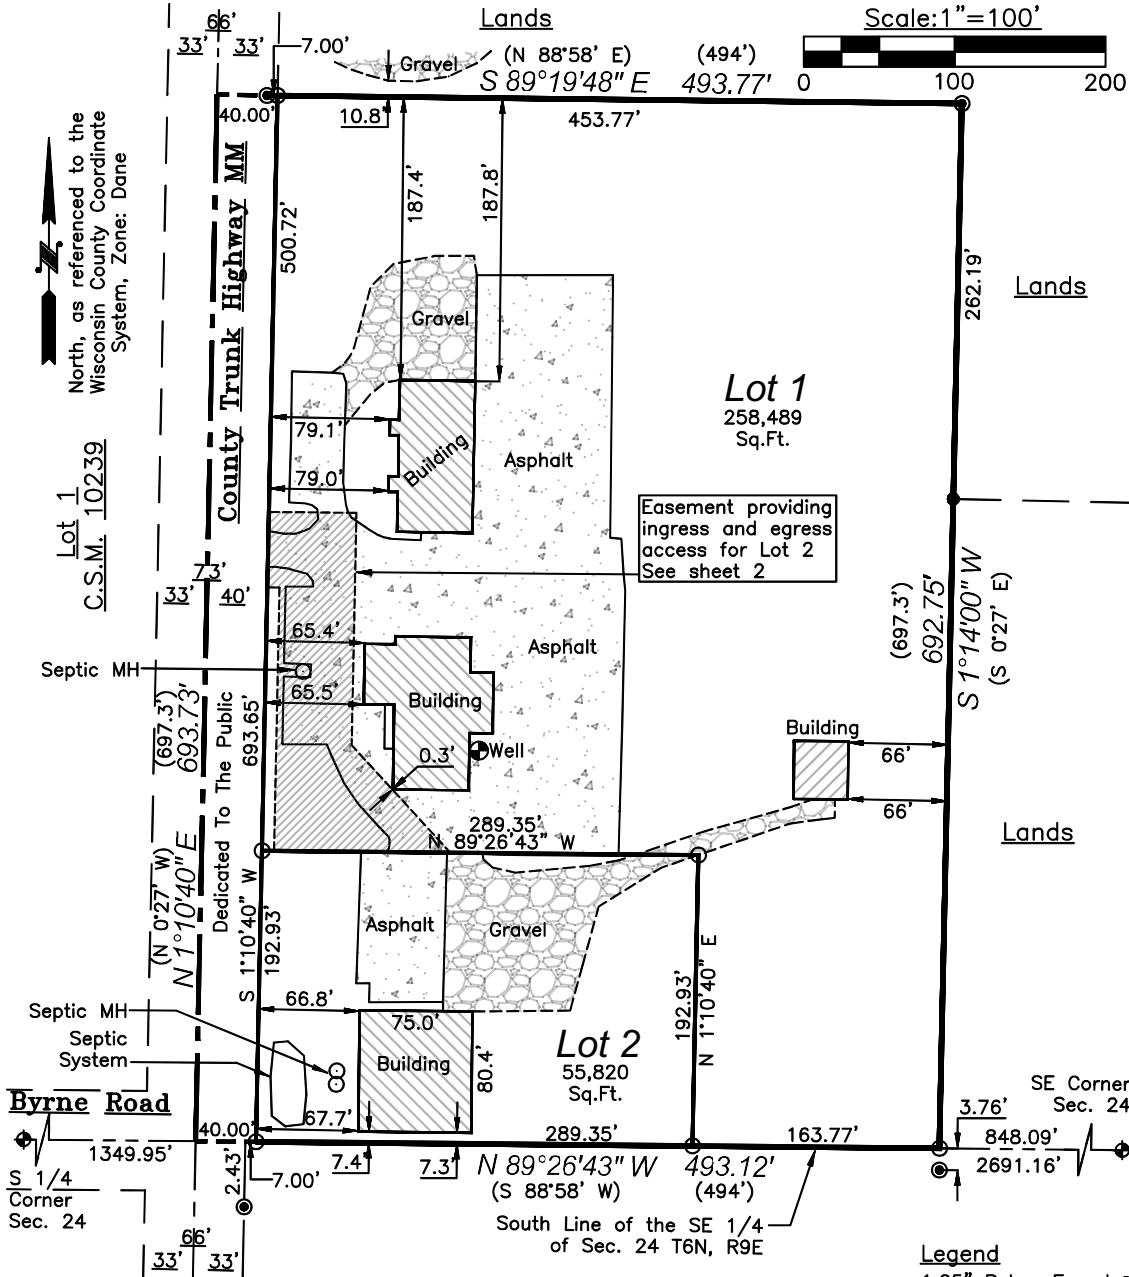 66'
33'
33'
7.00'
Lands
Scale:1"=100'
Gravel
(N 88°58' E)
(494')
S 89°19'48" E
493.77'
0
100
200
40.00'
10.8'
453.77'
North, as referenced to the
Wisconsin County Coordinate
System, Zone: Dane
County Trunk Highway MM
500.72'
187.4'
187.8'
262.19'
Lands
Gravel
Lot 1
258,489
Sq.Ft.
79.1'
Building
Asphalt
79.0'
Lot 1
C.S.M. 10239
Easement providing
ingress and egress
access for Lot 2
See sheet 2
73'
33'
40'
(697.3')
692.75'
S 1°14'00" W
(S 0°27' E)
65.4'
Asphalt
Septic MH
65.5'
Building
(697.3')
693.73'
Dedicated To The Public
693.65'
0.3'
Well
Building
66'
66'
289.35'
N 89°26'43" W
Lands
(N 0°27' W)
N 1°10'40" E
S 1°10'40" W
192.93'
Asphalt
Gravel
192.93'
N 1°10'40" E
Septic MH
66.8'
75.0'
Septic
System
Building
80.4'
Lot 2
55,820
Sq.Ft.
SE Corner
Sec. 24
Byrne Road
67.7'
3.76'
40.00'
289.35'
163.77'
848.09'
1349.95'
2.43'
7.00'
7.4'
7.3'
N 89°26'43" W
493.12'
2691.16'
S 1/4
Corner
Sec. 24
(S 88°58' W)
(494')
South Line of the SE 1/4
of Sec. 24 T6N, R9E
66'
33'
33'
Legend